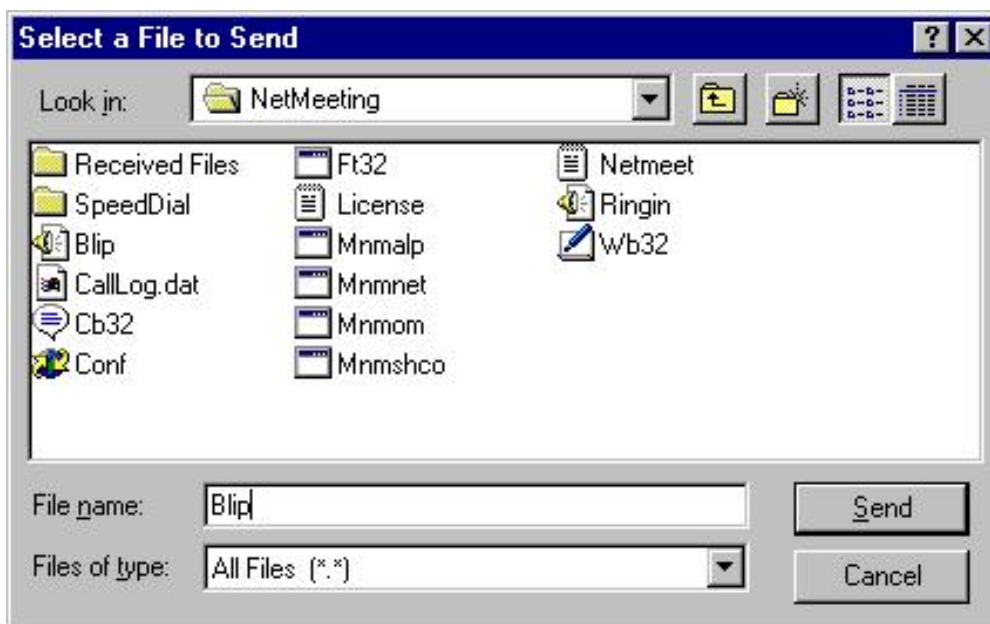 Select a File to Send
Look in: NetMeeting
Received Files Ft32 Netmeet
SpeedDial License Ringin
Blip Mnmalp Wb32
CallLog.dat Mnmnet
Cb32 Mnmom
Conf Mnmshco
File name: Blip Send
Files of type: All Files (*.*) Cancel